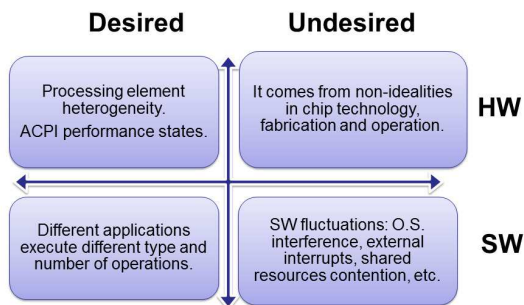 Desired
Undesired
Processing element
heterogeneity.
ACPI performance states.
It comes from non-idealities
in chip technology,
fabrication and operation.
HW
Different applications
execute different type and
number of operations.
SW fluctuations: O.S.
interference, external
interrupts, shared
resources contention, etc.
SW